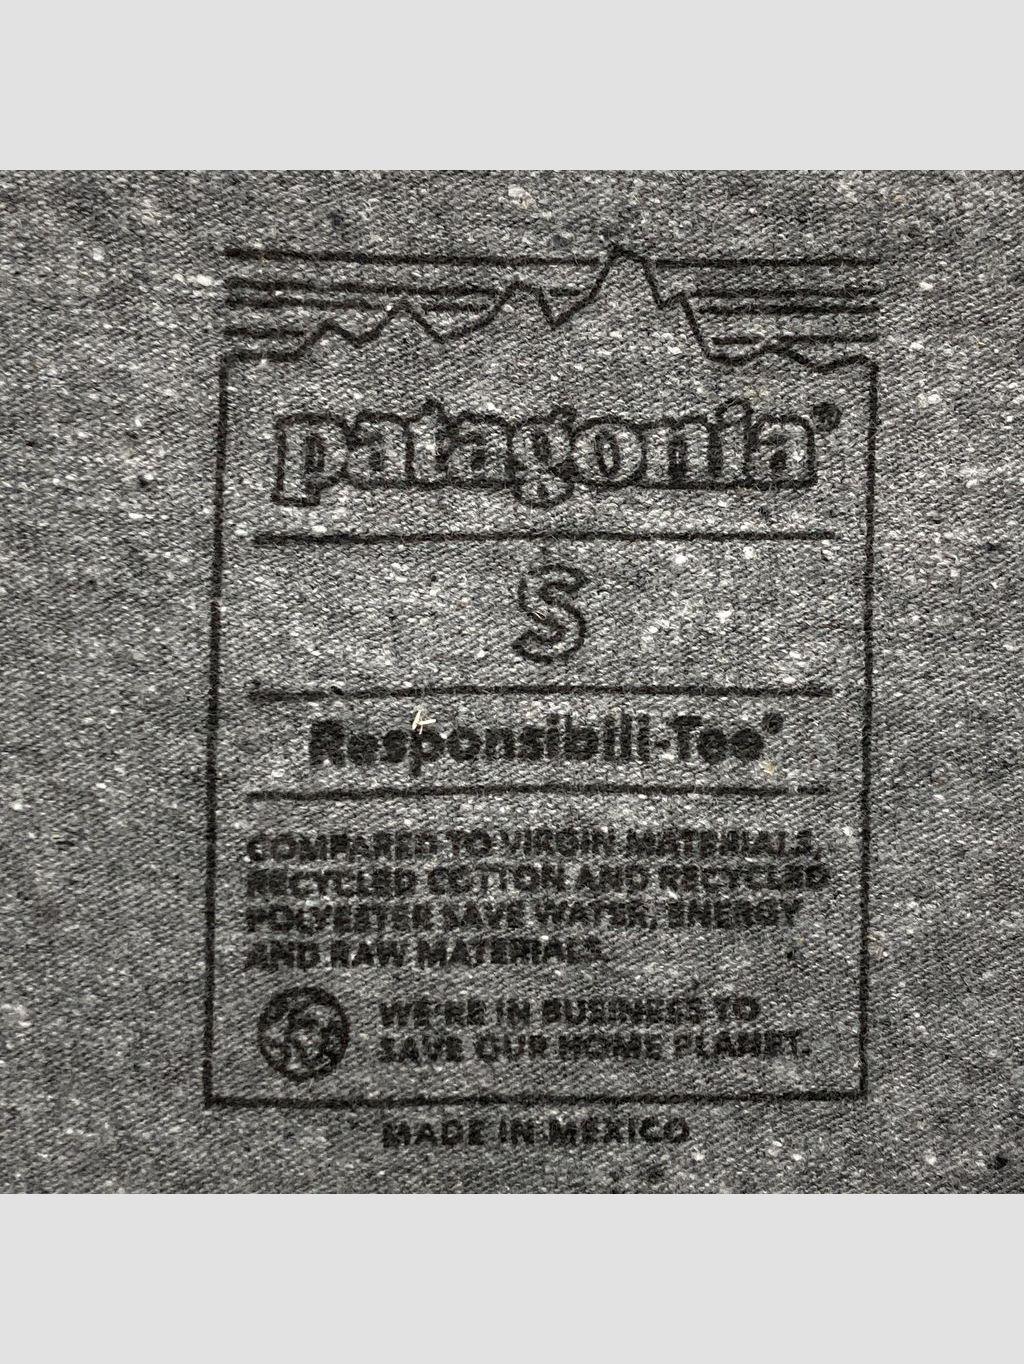 patagonia®
S
Responsibili-Tee®
COMPARED TO VIRGIN MATERIALS,
RECYCLED COTTON AND RECYCLED
POLYESTER SAVE WATER, ENERGY
AND RAW MATERIALS.
WE'RE IN BUSINESS TO
SAVE OUR HOME PLANET.
MADE IN MEXICO